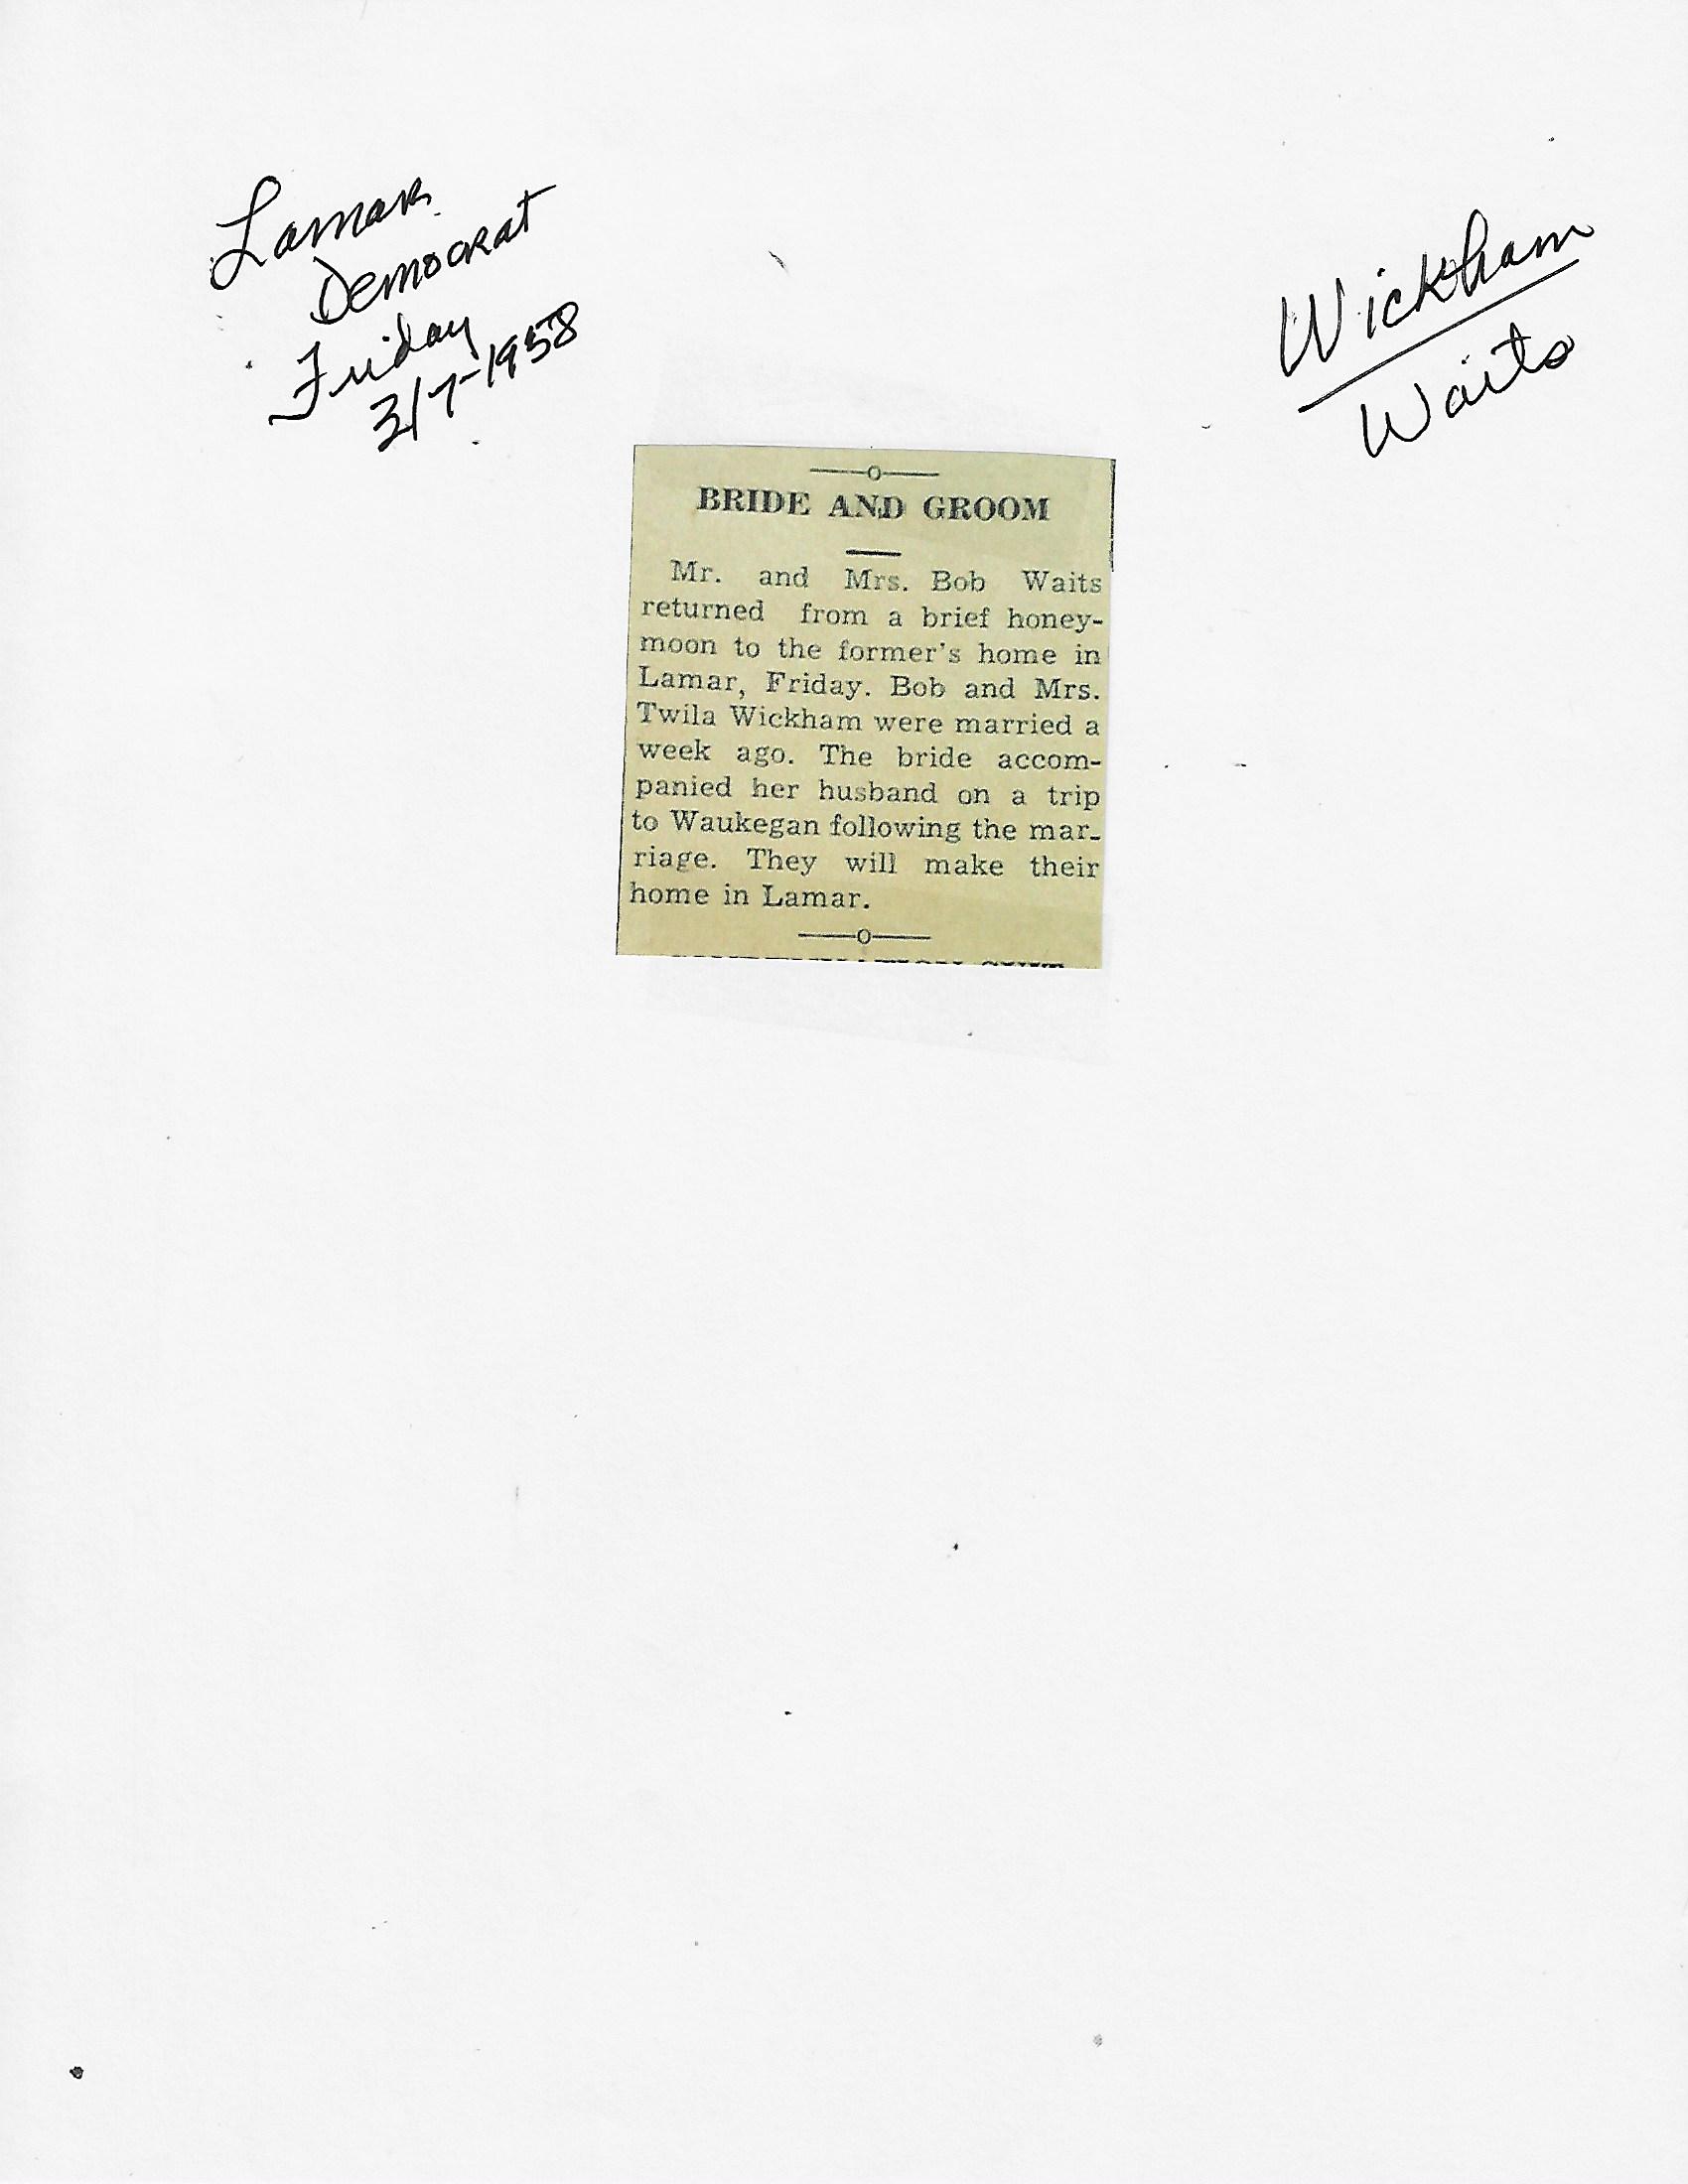 Lamar
Democrat
Friday
3/7-1958
Wickham
Waits
—o—
BRIDE AND GROOM
Mr. and Mrs. Bob Waits
returned from a brief honey-
moon to the former's home in
Lamar, Friday. Bob and Mrs.
Twila Wickham were married a
week ago. The bride accom-
panied her husband on a trip
to Waukegan following the mar-
riage. They will make their
home in Lamar.
—o—